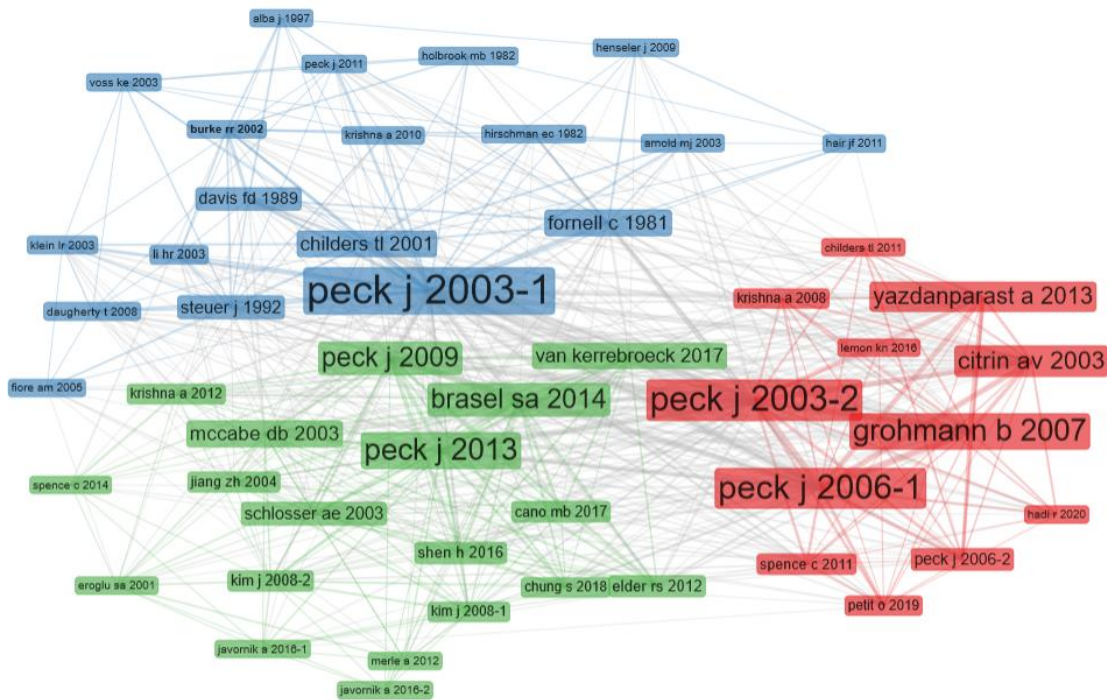 alba j 1997
henseler j 2009
holbrook mb 1982
peck j 2011
voss ke 2003
burke rr 2002
krishna a 2010
hirschman ec 1982
arnold mj 2003
hair jf 2011
davis fd 1989
fornell c 1981
childers tl 2001
klein lr 2003
li hr 2003
childers tl 2011
peck j 2003-1
krishna a 2008
yazdanparast a 2013
daugherty t 2008
steuer j 1992
lemon kn 2016
peck j 2009
van kerrebroeck 2017
citrin av 2003
fiore am 2005
krishna a 2012
brasel sa 2014
peck j 2003-2
mccabe db 2003
peck j 2013
grohmann b 2007
jiang zh 2004
spence c 2014
peck j 2006-1
schlosser ae 2003
cano mb 2017
hadi r 2020
shen h 2016
peck j 2006-2
spence c 2011
eroglu sa 2001
kim j 2008-2
chung s 2018
elder rs 2012
kim j 2008-1
petit o 2019
javornik a 2016-1
merle a 2012
javornik a 2016-2